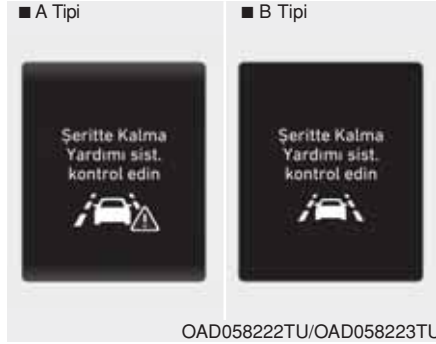 ■ A Tipi
■ B Tipi
Şeritte Kalma
Yardımı sist.
kontrol edin
Şeritte Kalma
Yardımı sist.
kontrol edin
OAD058222TU/OAD058223TU